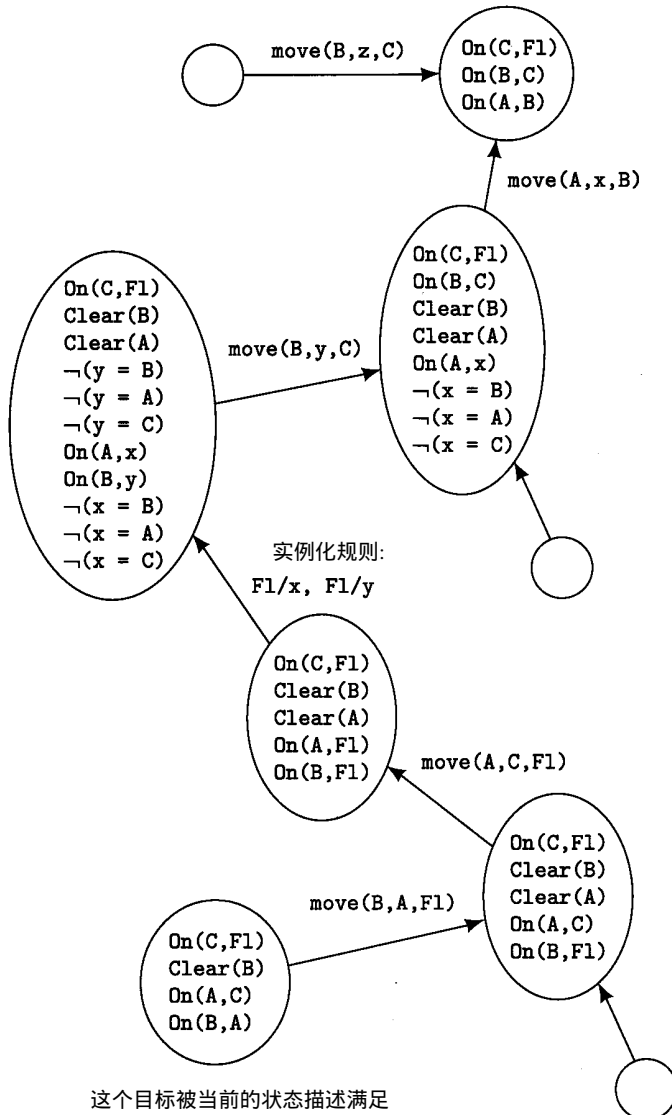 move(B,z,C)
On(C,Fl)
On(B,C)
On(A,B)
move(A,x,B)
On(C,Fl)
On(B,C)
Clear(B)
Clear(A)
On(A,x)
¬(x = B)
¬(x = A)
¬(x = C)
move(B,y,C)
On(C,Fl)
Clear(B)
Clear(A)
¬(y = B)
¬(y = A)
¬(y = C)
On(A,x)
On(B,y)
¬(x = B)
¬(x = A)
¬(x = C)
实例化规则:
Fl/x, Fl/y
On(C,Fl)
Clear(B)
Clear(A)
On(A,Fl)
On(B,Fl)
move(A,C,Fl)
On(C,Fl)
Clear(B)
Clear(A)
On(A,C)
On(B,Fl)
move(B,A,Fl)
On(C,Fl)
Clear(B)
On(A,C)
On(B,A)
这个目标被当前的状态描述满足